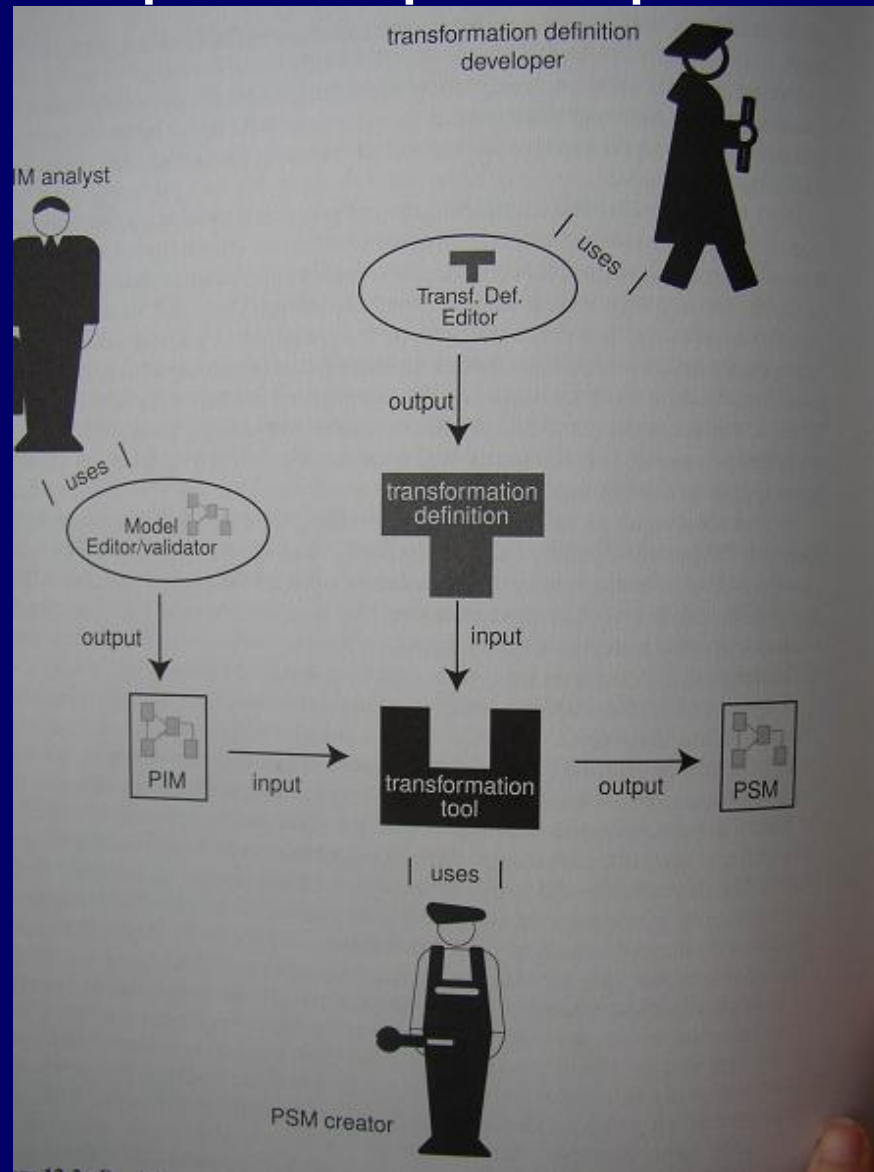 transformation definition
developer
IM analyst
uses
Transf. Def.
Editor
output
transformation
definition
uses
Model
Editor/validator
output
input
PIM
input
transformation
tool
output
PSM
uses
PSM creator